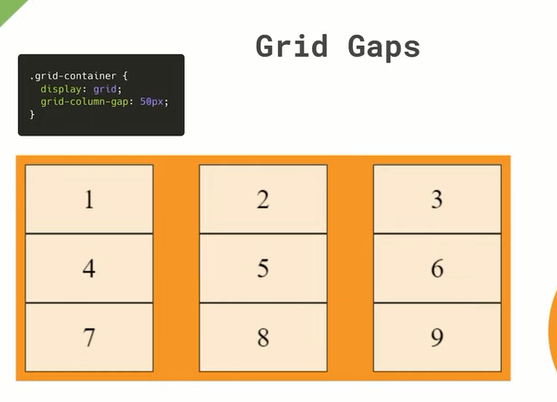 Grid Gaps
.grid-container {
display: grid;
grid-column-gap: 50px;
}
1 2 3
4 5 6
7 8 9